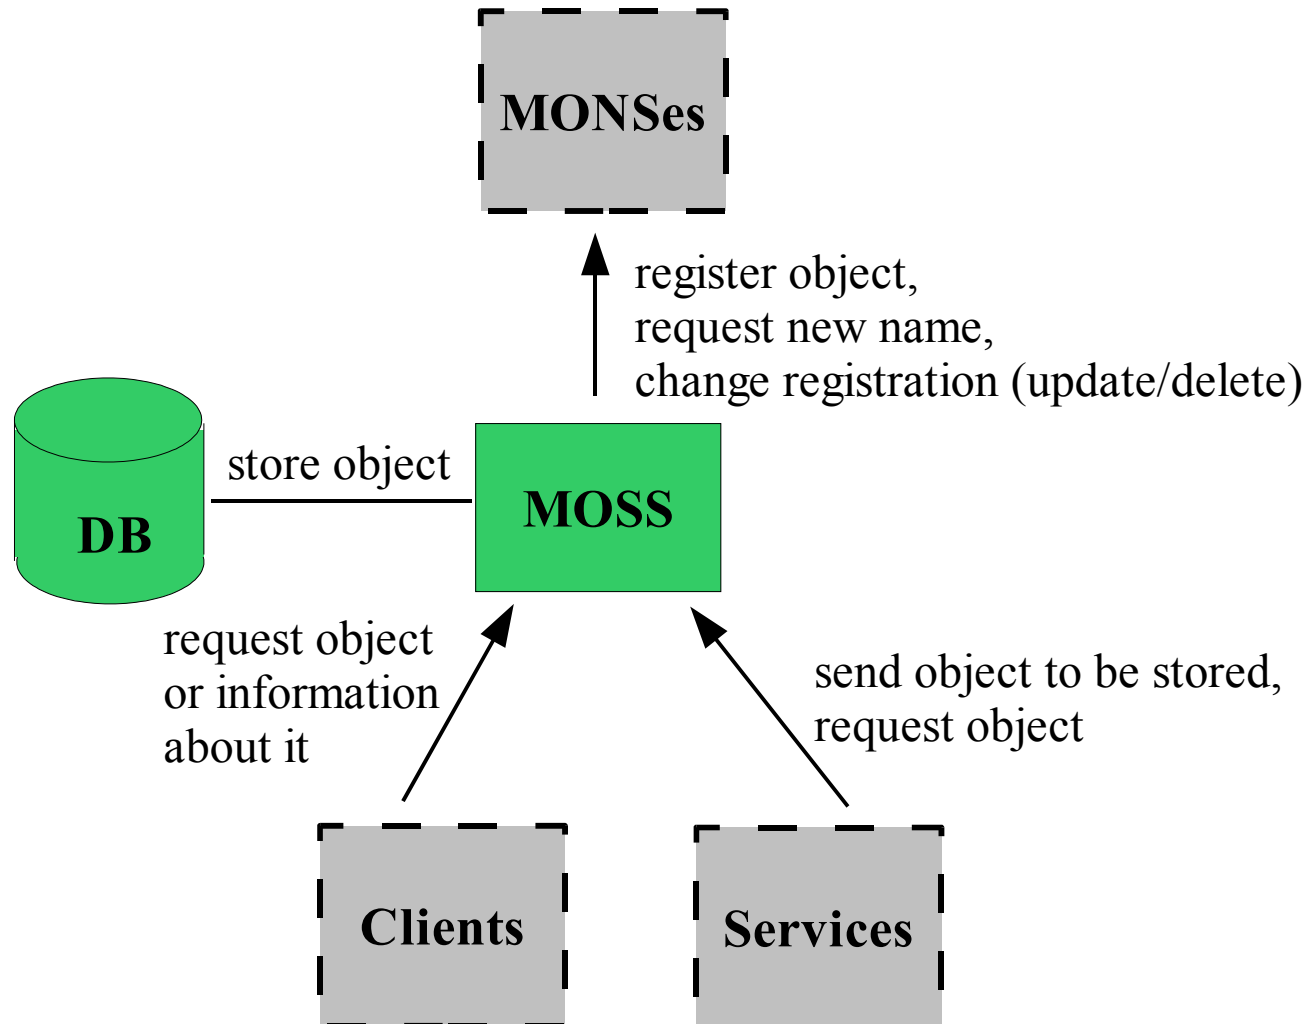 MONSes
register object,
request new name,
change registration (update/delete)
store object
MOSS
DB
request object
or information
about it
send object to be stored,
request object
Clients
Services